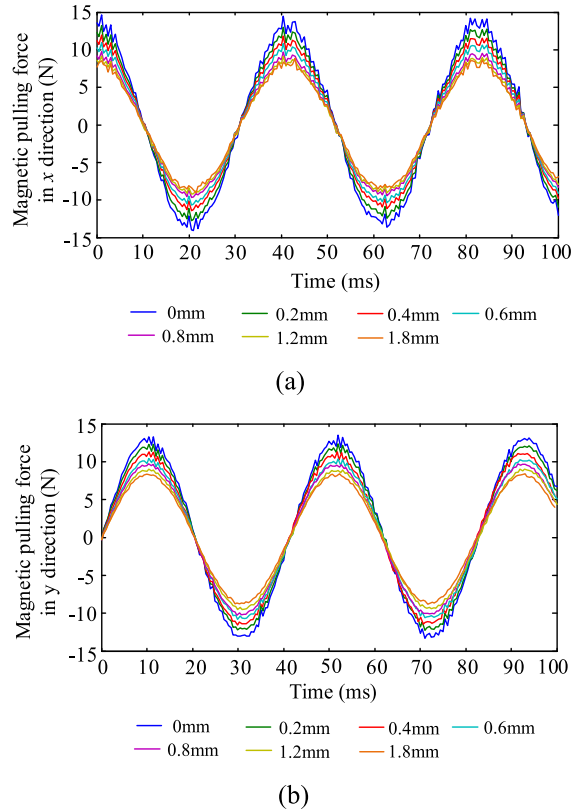 Magnetic pulling force
in x direction (N)
15
10
5
0
-5
-10
-15
0 10 20 30 40 50 60 70 80 90 100
Time (ms)
0mm 0.2mm 0.4mm 0.6mm
0.8mm 1.2mm 1.8mm
(a)
Magnetic pulling force
in y direction (N)
15
10
5
0
-5
-10
-15
0 10 20 30 40 50 60 70 80 90 100
Time (ms)
0mm 0.2mm 0.4mm 0.6mm
0.8mm 1.2mm 1.8mm
(b)